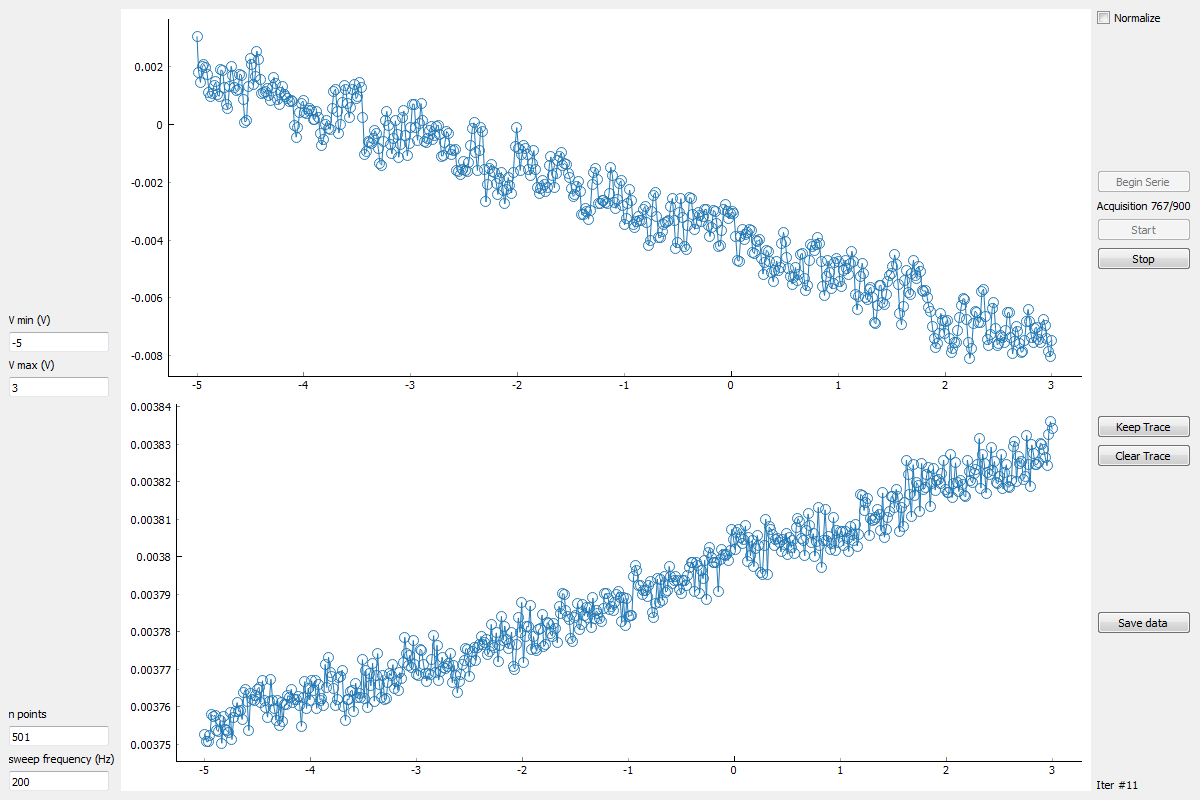 Normalize
0.002
0
-0.002
-0.004
-0.006
-0.008
-5 -4 -3 -2 -1 0 1 2 3
Begin Serie
Acquisition 767/900
Start
Stop
V min (V)
-5
V max (V)
3
0.00384
0.00383
0.00382
0.00381
0.0038
0.00379
0.00378
0.00377
0.00376
0.00375
-5 -4 -3 -2 -1 0 1 2 3
Keep Trace
Clear Trace
Save data
n points
501
sweep frequency (Hz)
200
Iter #11